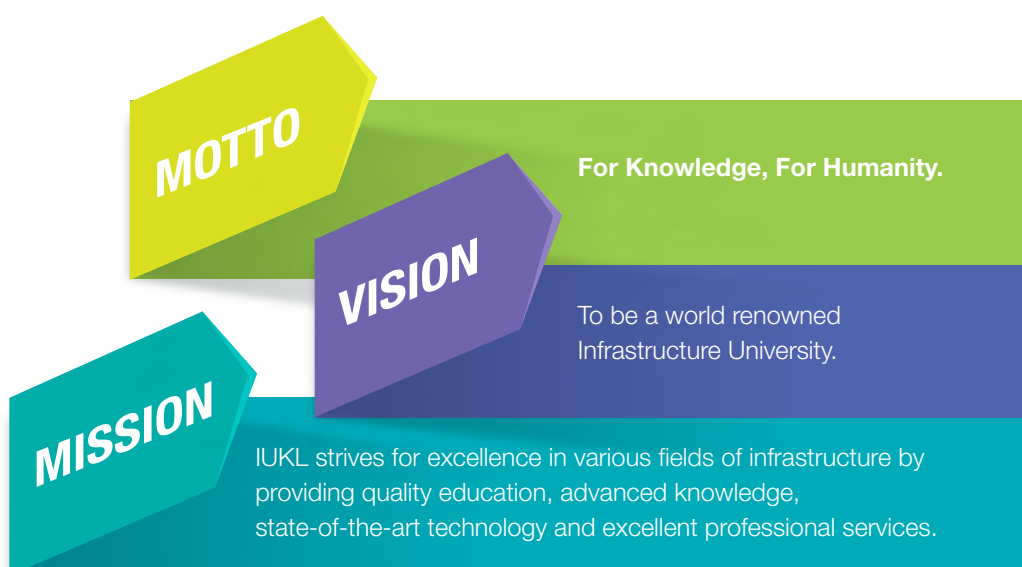 MOTTO
For Knowledge, For Humanity.
VISION
To be a world renowned
Infrastructure University.
MISSION
IUKL strives for excellence in various fields of infrastructure by
providing quality education, advanced knowledge,
state-of-the-art technology and excellent professional services.